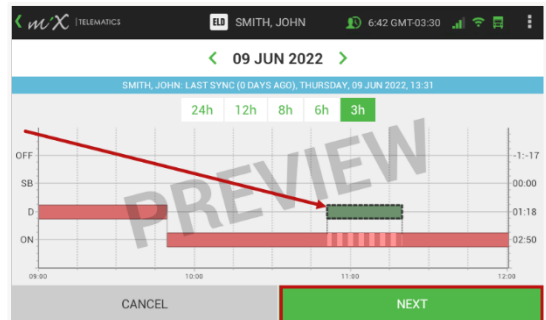 mix TELEMATICS ELD SMITH, JOHN 6:42 GMT-03:30
09 JUN 2022
SMITH, JOHN: LAST SYNC (0 DAYS AGO), THURSDAY, 09 JUN 2022, 13:31
24h 12h 8h 6h 3h
PREVIEW
OFF -1:-17
SB 00:00
D 01:18
ON 02:50
09:00 10:00 11:00 12:00
CANCEL NEXT